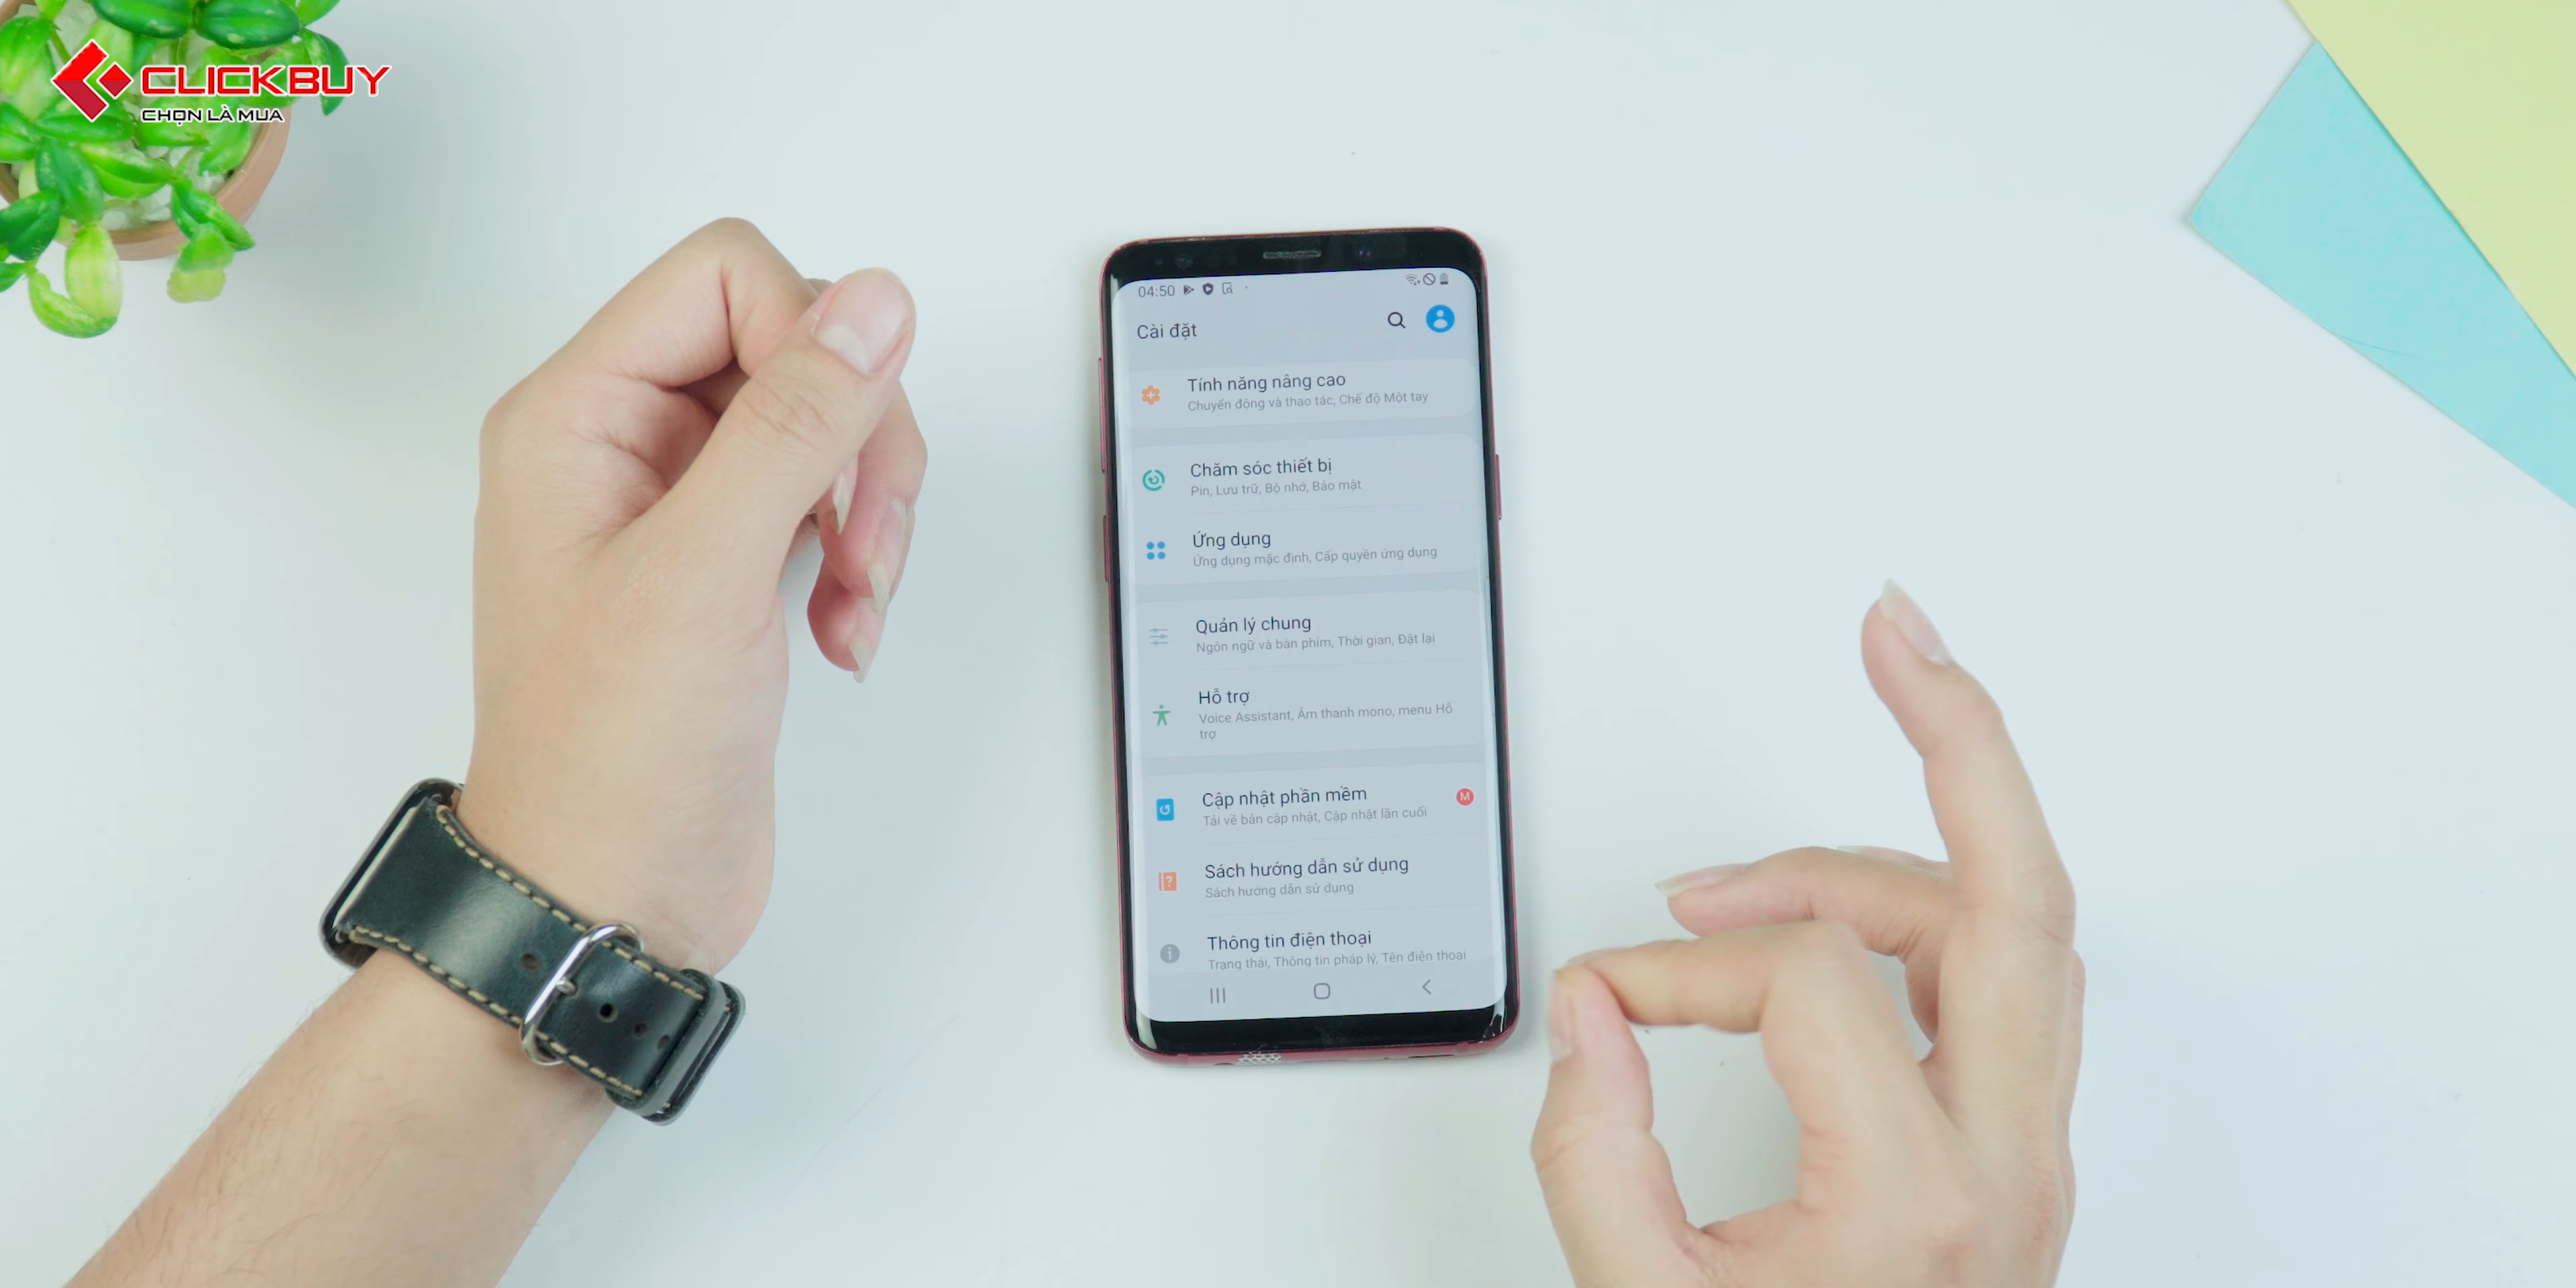 CLICKBUY
CHỌN LÀ MUA
04:50
Cài đặt
Tính năng nâng cao
Chuyển động và thao tác, Chế độ Một tay
Chăm sóc thiết bị
Pin, Lưu trữ, Bộ nhớ, Bảo mật
Ứng dụng
Ứng dụng mặc định, Cấp quyền ứng dụng
Quản lý chung
Ngôn ngữ và bàn phím, Thời gian, Đặt lại
Hỗ trợ
Voice Assistant, Âm thanh mono, menu Hỗ
trợ
Cập nhật phần mềm
M
Tải về bản cập nhật, Cập nhật lần cuối
Sách hướng dẫn sử dụng
Sách hướng dẫn sử dụng
Thông tin điện thoại
Trạng thái, Thông tin pháp lý, Tên điện thoại